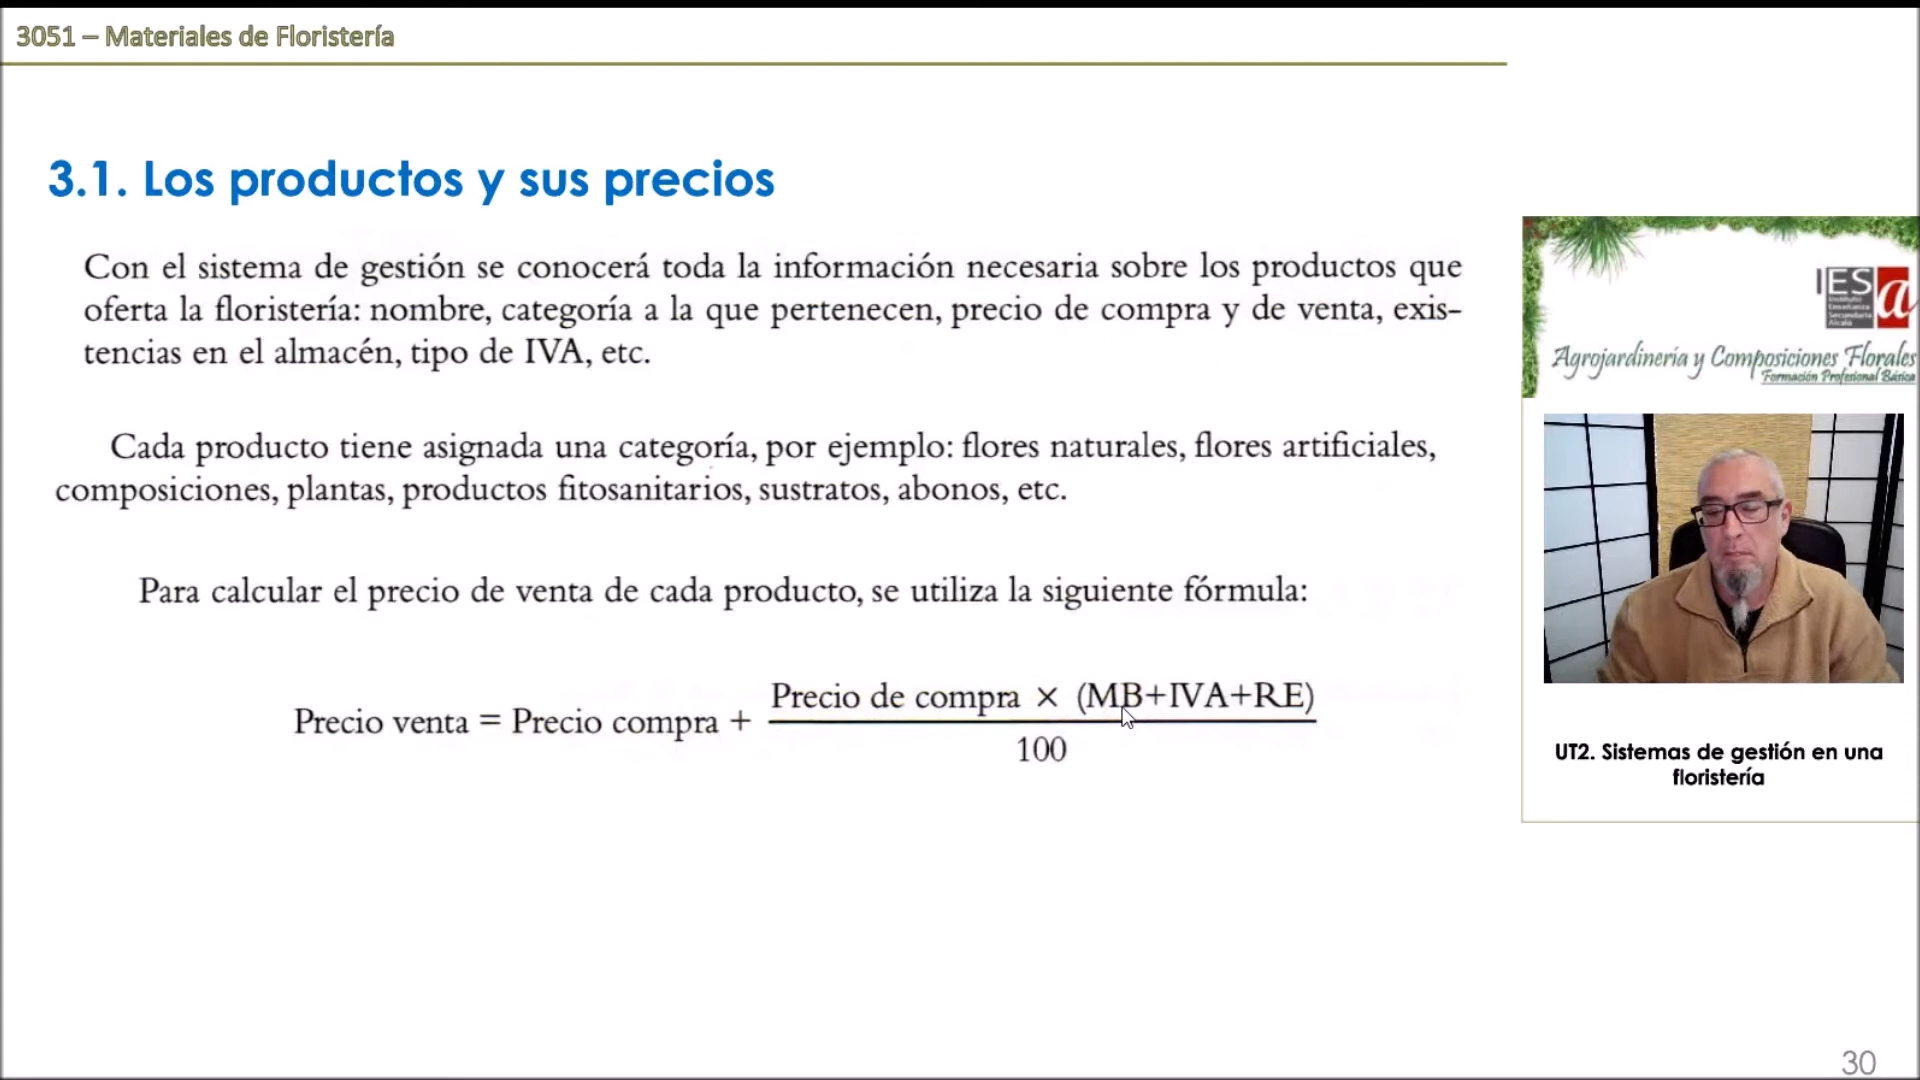 3051 – Materiales de Floristería
3.1. Los productos y sus precios
Con el sistema de gestión se conocerá toda la información necesaria sobre los productos que
oferta la floristería: nombre, categoría a la que pertenecen, precio de compra y de venta, exis-
tencias en el almacén, tipo de IVA, etc.
Cada producto tiene asignada una categoría, por ejemplo: flores naturales, flores artificiales,
composiciones, plantas, productos fitosanitarios, sustratos, abonos, etc.
Para calcular el precio de venta de cada producto, se utiliza la siguiente fórmula:
Precio venta = Precio compra + Precio de compra × (MB+IVA+RE)
100
IES a
Instituto
Enseñanza
Secundaria
Alcalá
Agrojardinería y Composiciones Florales
Formación Profesional Básica
UT2. Sistemas de gestión en una
floristería
30